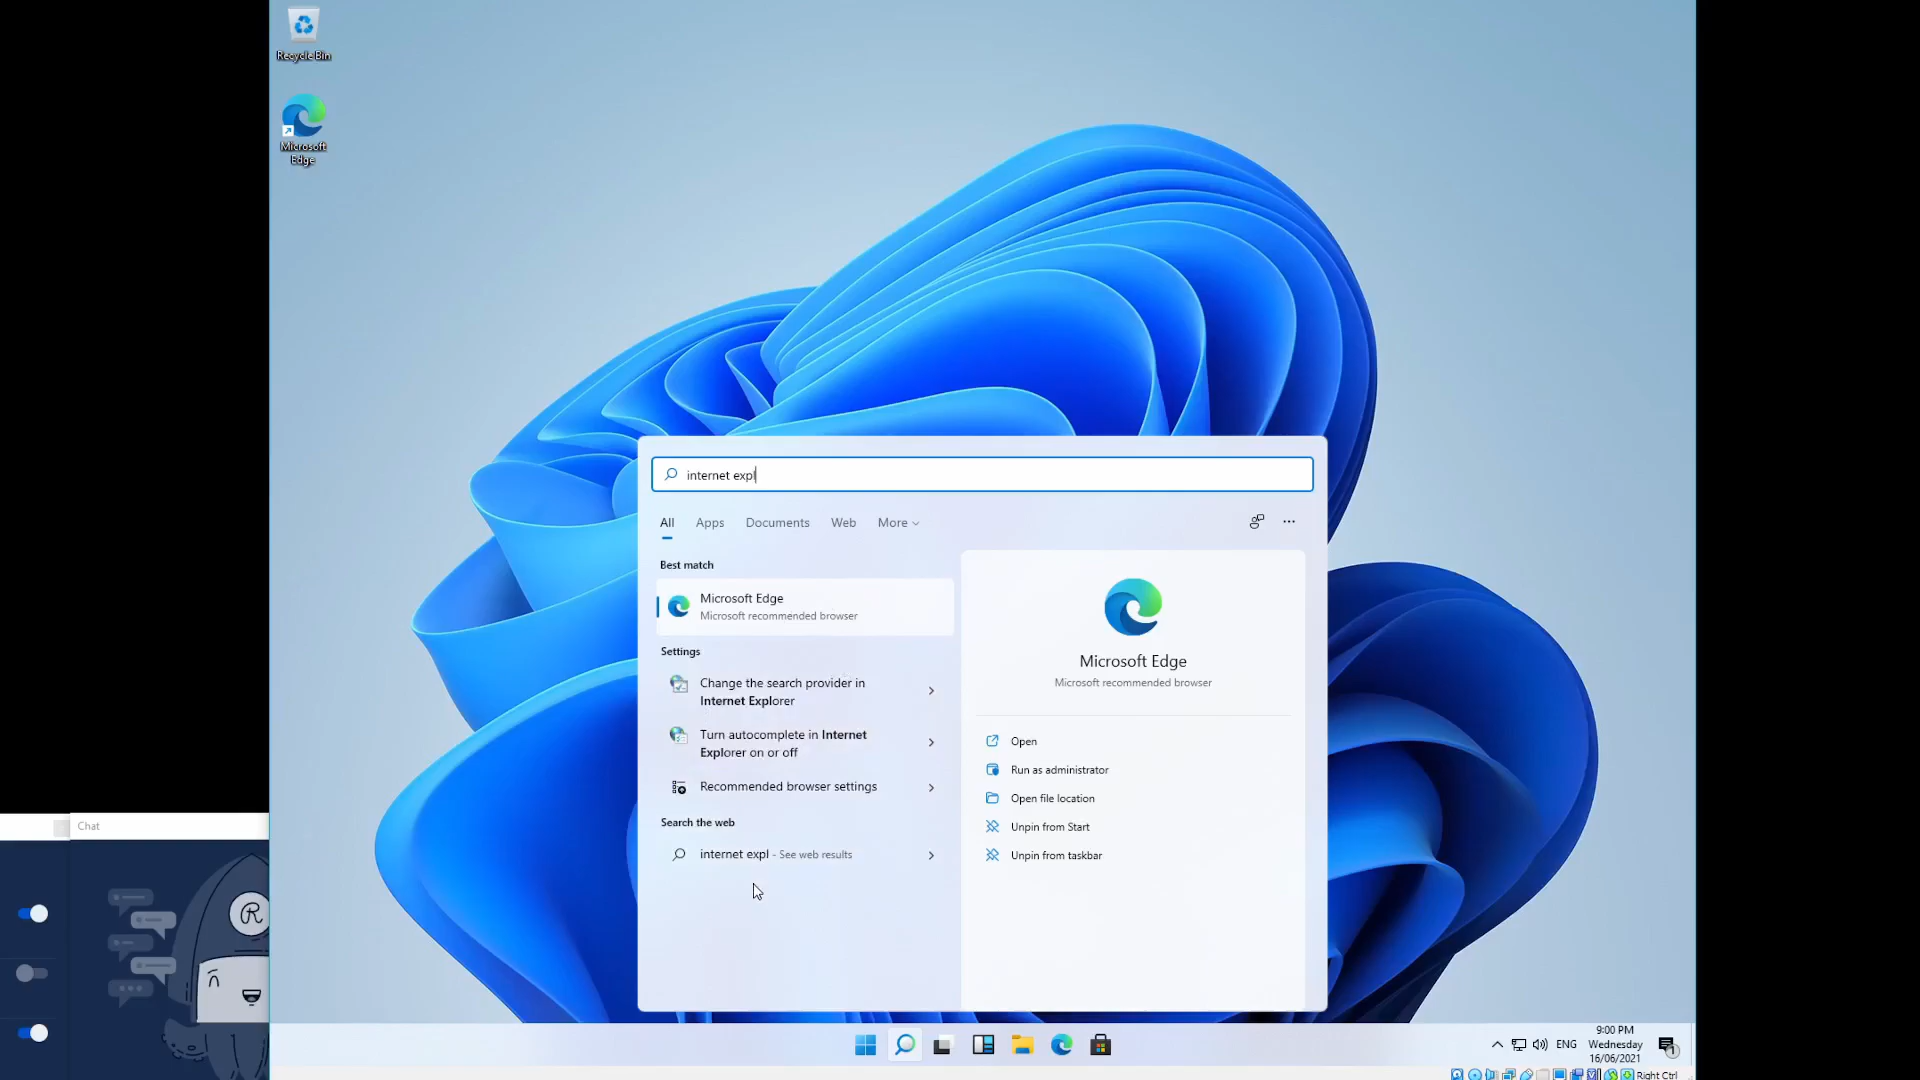 Recycle Bin
Microsoft
Edge
internet expl
All Apps Documents Web More
Best match
Microsoft Edge
Microsoft recommended browser
Settings
Change the search provider in
Internet Explorer
Turn autocomplete in Internet
Explorer on or off
Recommended browser settings
Search the web
internet expl - See web results
Microsoft Edge
Microsoft recommended browser
Open
Run as administrator
Open file location
Unpin from Start
Unpin from taskbar
Chat
R
ENG
9:00 PM
Wednesday
16/06/2021
1
Right Ctrl